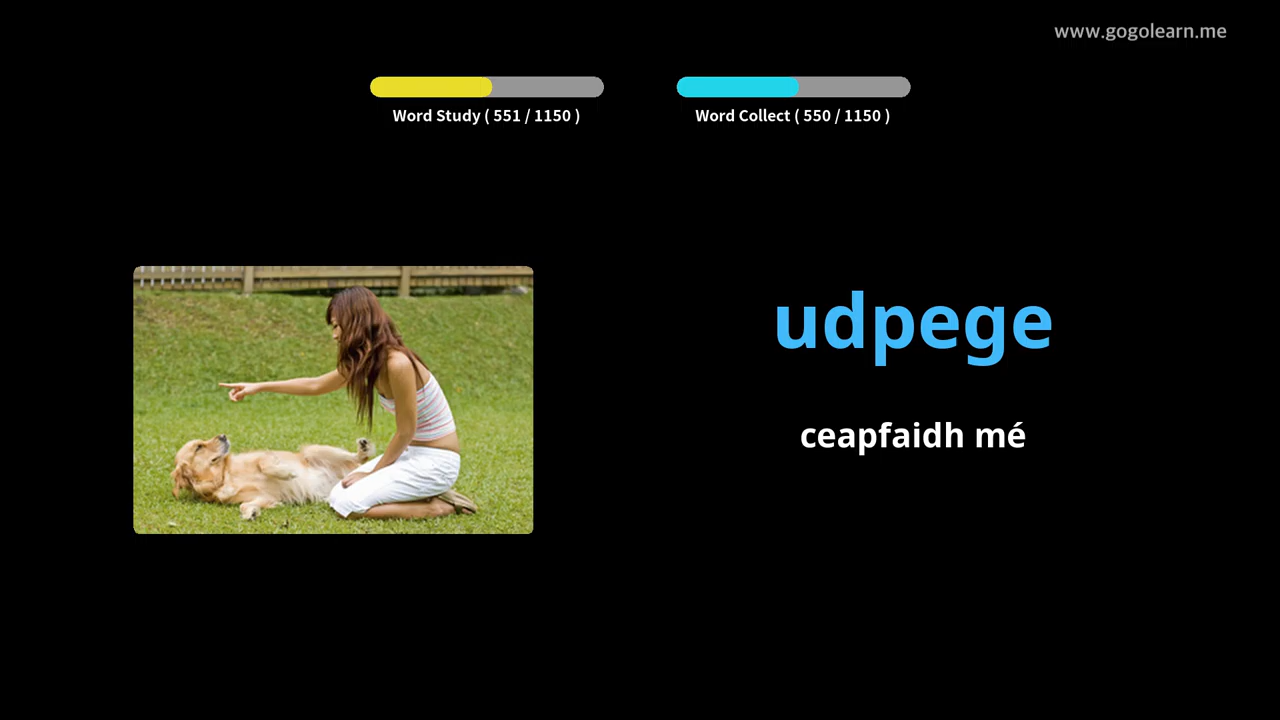 www.gogolearn.me
Word Study ( 551 / 1150 )
Word Collect ( 550 / 1150 )
udpege
ceapfaidh mé